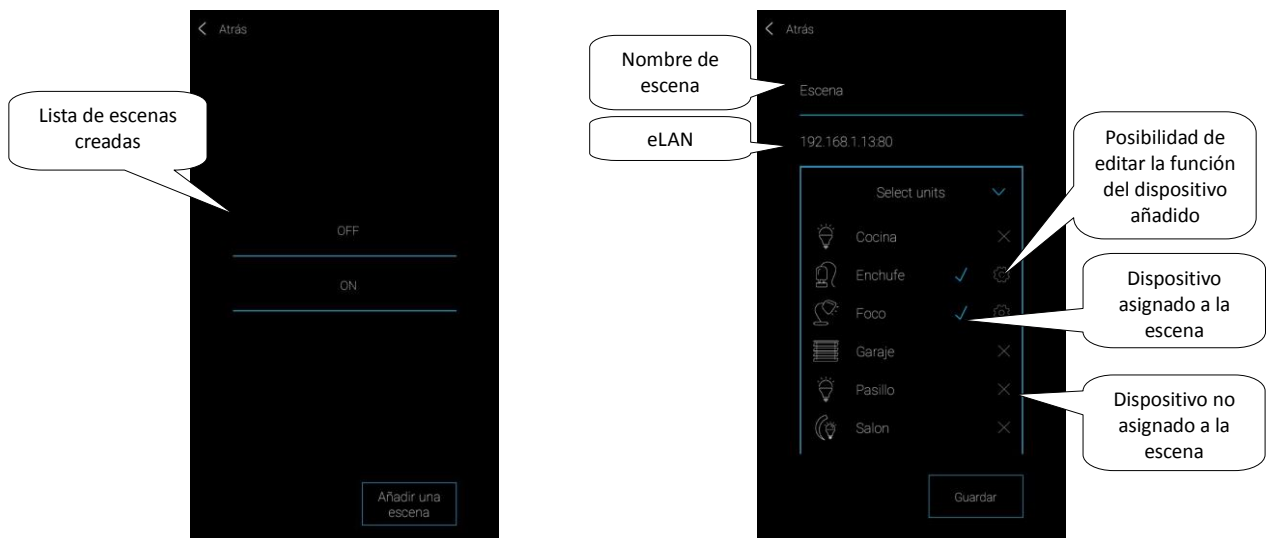 Atrás
Lista de escenas
creadas
OFF
ON
Añadir una
escena
Atrás
Nombre de
escena
Escena
eLAN
192.168.1.13:80
Select units
Cocina
Enchufe
Foco
Garaje
Pasillo
Salon
Guardar
Posibilidad de
editar la función
del dispositivo
añadido
Dispositivo
asignado a la
escena
Dispositivo no
asignado a la
escena